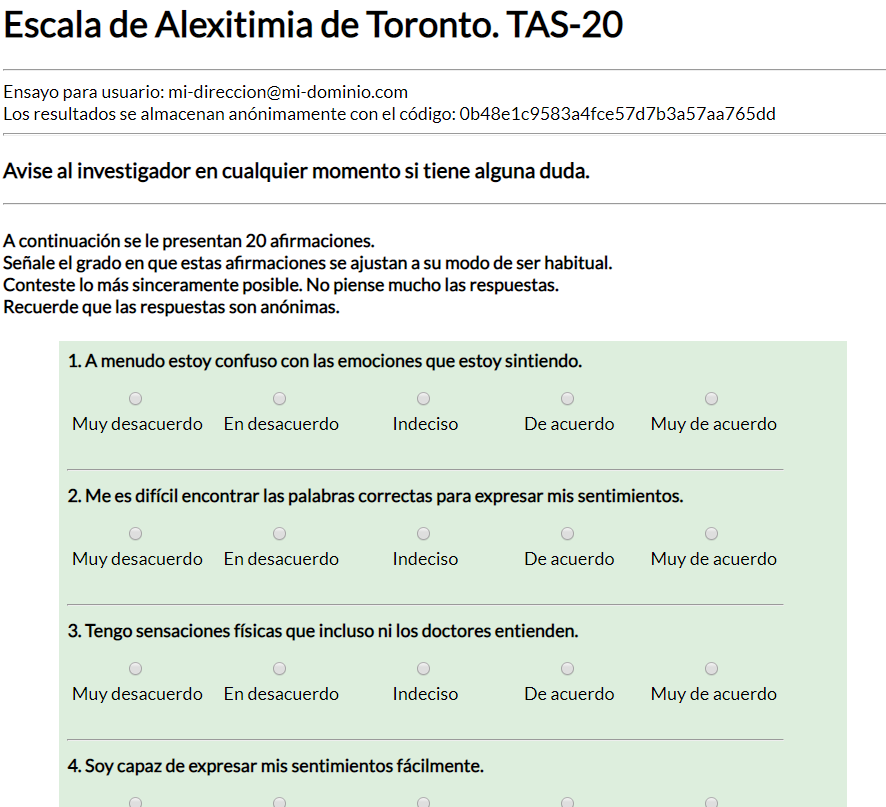 Escala de Alexitimia de Toronto. TAS-20
Ensayo para usuario: mi-direccion@mi-dominio.com
Los resultados se almacenan anónimamente con el código: 0b48e1c9583a4fce57d7b3a57aa765dd
Avise al investigador en cualquier momento si tiene alguna duda.
A continuación se le presentan 20 afirmaciones.
Señale el grado en que estas afirmaciones se ajustan a su modo de ser habitual.
Conteste lo más sinceramente posible. No piense mucho las respuestas.
Recuerde que las respuestas son anónimas.
1. A menudo estoy confuso con las emociones que estoy sintiendo.
Muy desacuerdo En desacuerdo Indeciso De acuerdo Muy de acuerdo
2. Me es difícil encontrar las palabras correctas para expresar mis sentimientos.
Muy desacuerdo En desacuerdo Indeciso De acuerdo Muy de acuerdo
3. Tengo sensaciones físicas que incluso ni los doctores entienden.
Muy desacuerdo En desacuerdo Indeciso De acuerdo Muy de acuerdo
4. Soy capaz de expresar mis sentimientos fácilmente.